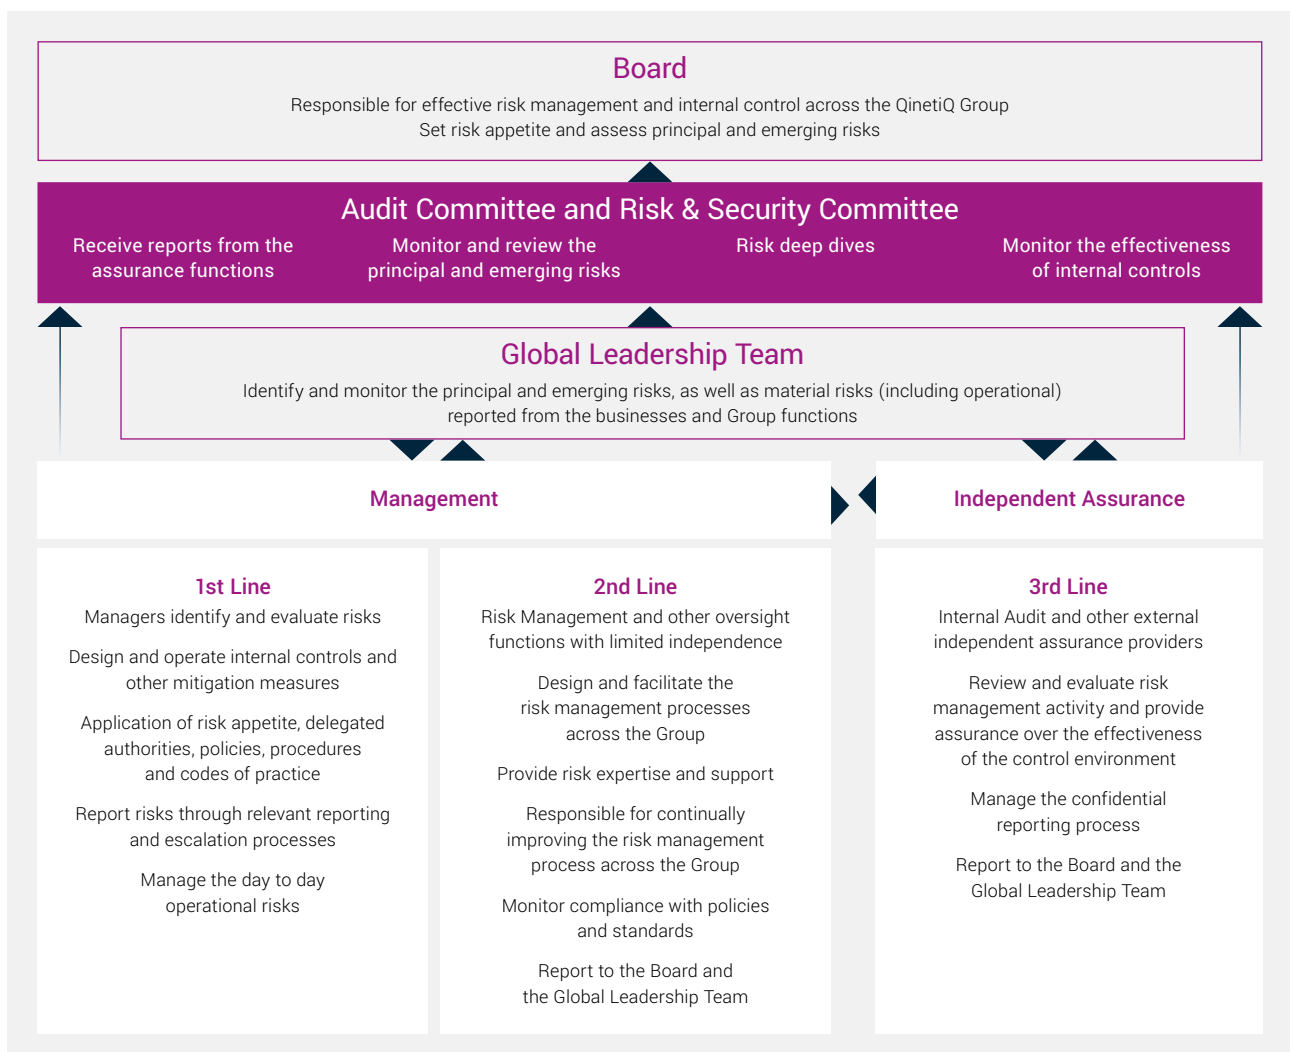 Board
Responsible for effective risk management and internal control across the QinetiQ Group
Set risk appetite and assess principal and emerging risks
Audit Committee and Risk & Security Committee
Receive reports from the
assurance functions
Monitor and review the
principal and emerging risks
Risk deep dives
Monitor the effectiveness
of internal controls
Global Leadership Team
Identify and monitor the principal and emerging risks, as well as material risks (including operational)
reported from the businesses and Group functions
Management
Independent Assurance
1st Line
Managers identify and evaluate risks
Design and operate internal controls and
other mitigation measures
Application of risk appetite, delegated
authorities, policies, procedures
and codes of practice
Report risks through relevant reporting
and escalation processes
Manage the day to day
operational risks
2nd Line
Risk Management and other oversight
functions with limited independence
Design and facilitate the
risk management processes
across the Group
Provide risk expertise and support
Responsible for continually
improving the risk management
process across the Group
Monitor compliance with policies
and standards
Report to the Board and
the Global Leadership Team
3rd Line
Internal Audit and other external
independent assurance providers
Review and evaluate risk
management activity and provide
assurance over the effectiveness
of the control environment
Manage the confidential
reporting process
Report to the Board and the
Global Leadership Team